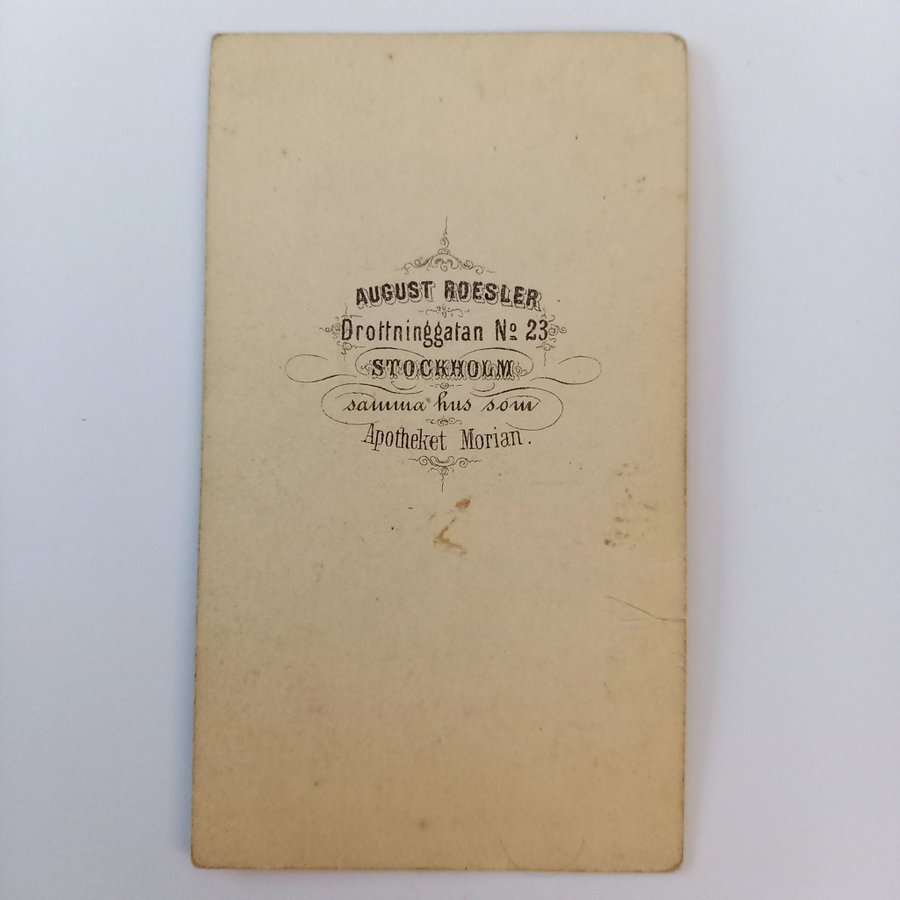 AUGUST ROESLER
Drottninggatan No 23
STOCKHOLM
samma hus som
Apotheket Morian.